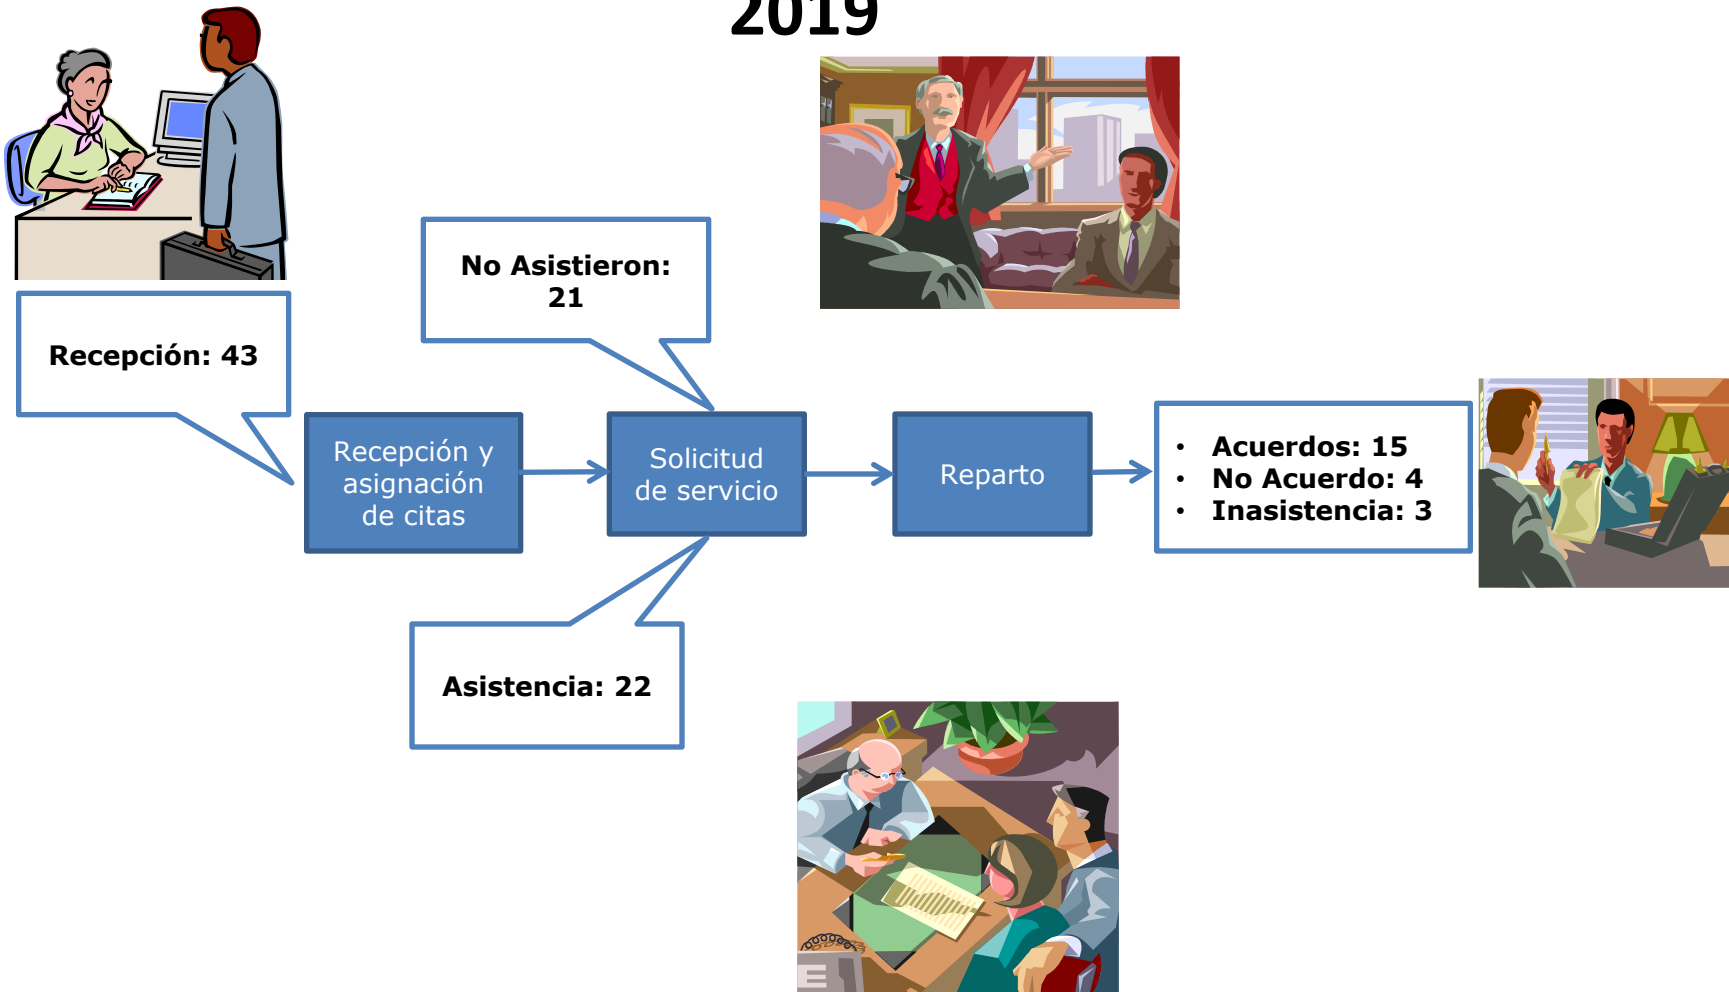 2019
No Asistieron:
21
Recepción: 43
Recepción y
asignación
de citas
Solicitud
de servicio
Reparto
• Acuerdos: 15
• No Acuerdo: 4
• Inasistencia: 3
Asistencia: 22
E